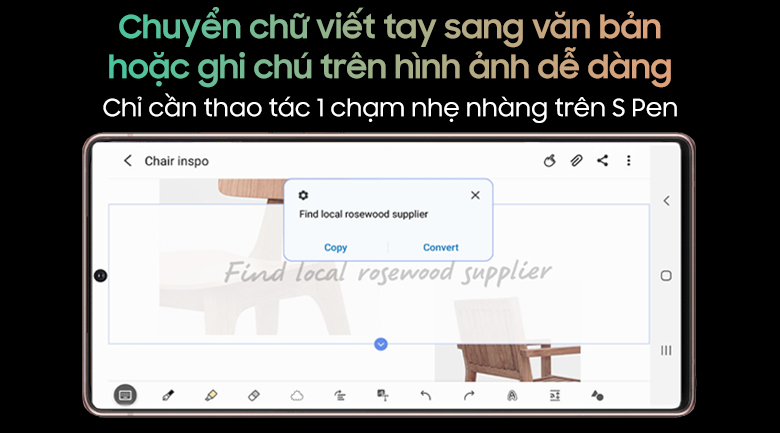 Chuyển chữ viết tay sang văn bản
hoặc ghi chú trên hình ảnh dễ dàng
Chỉ cần thao tác 1 chạm nhẹ nhàng trên S Pen
Chair inspo
Find local rosewood supplier
Copy
Convert
Find local rosewood supplier